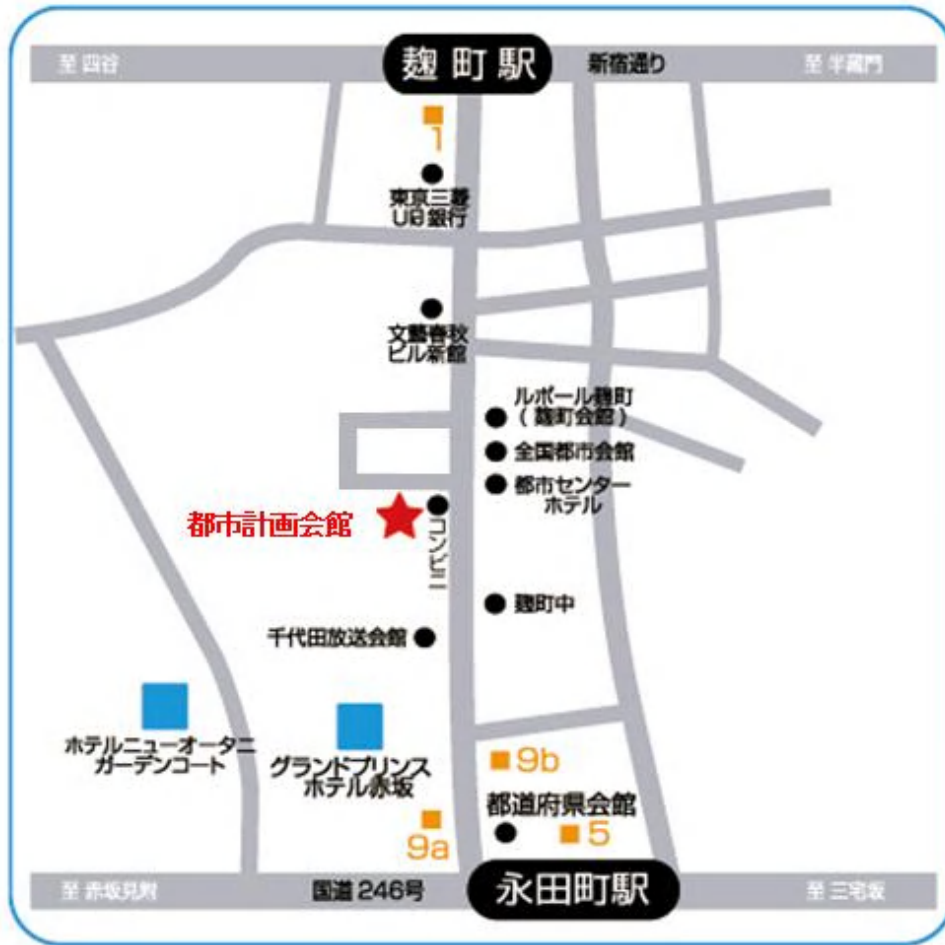 至 四谷
麹町駅
新宿通り
至 半蔵門
1
東京三菱
UFJ銀行
文藝春秋
ビル新館
ルポール麹町
( 麹町会館 )
全国都市会館
都市センター
ホテル
都市計画会館
コンビニ
麹町中
千代田放送会館
ホテルニューオータニ
ガーデンコート
グランドプリンス
ホテル赤坂
9b
都道府県会館
5
9a
至 赤坂見附
国道 246号
永田町駅
至 三宅坂